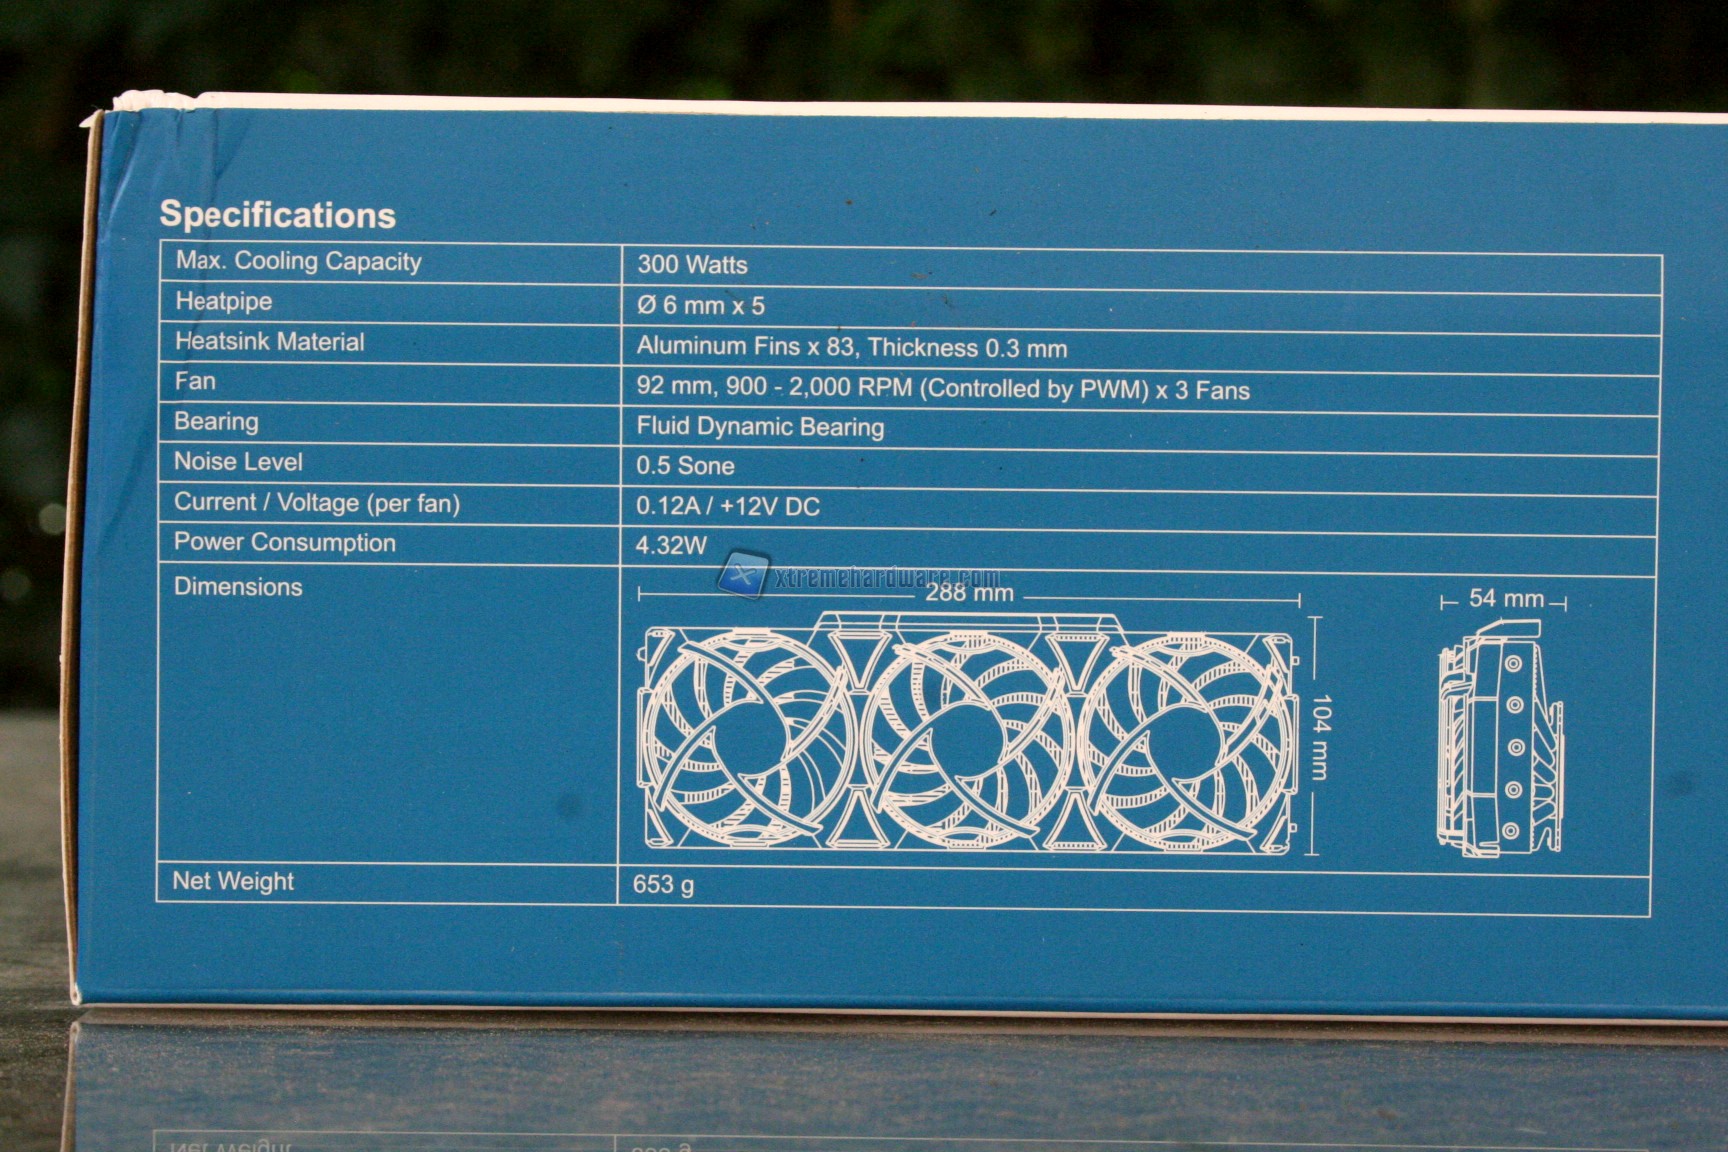 Specifications
Max. Cooling Capacity 300 Watts
Heatpipe Ø 6 mm x 5
Heatsink Material Aluminum Fins x 83, Thickness 0.3 mm
Fan 92 mm, 900 - 2,000 RPM (Controlled by PWM) x 3 Fans
Bearing Fluid Dynamic Bearing
Noise Level 0.5 Sone
Current / Voltage (per fan) 0.12A / +12V DC
Power Consumption 4.32W
xtremehardware.com
Dimensions 288 mm 54 mm
104 mm
Net Weight 653 g